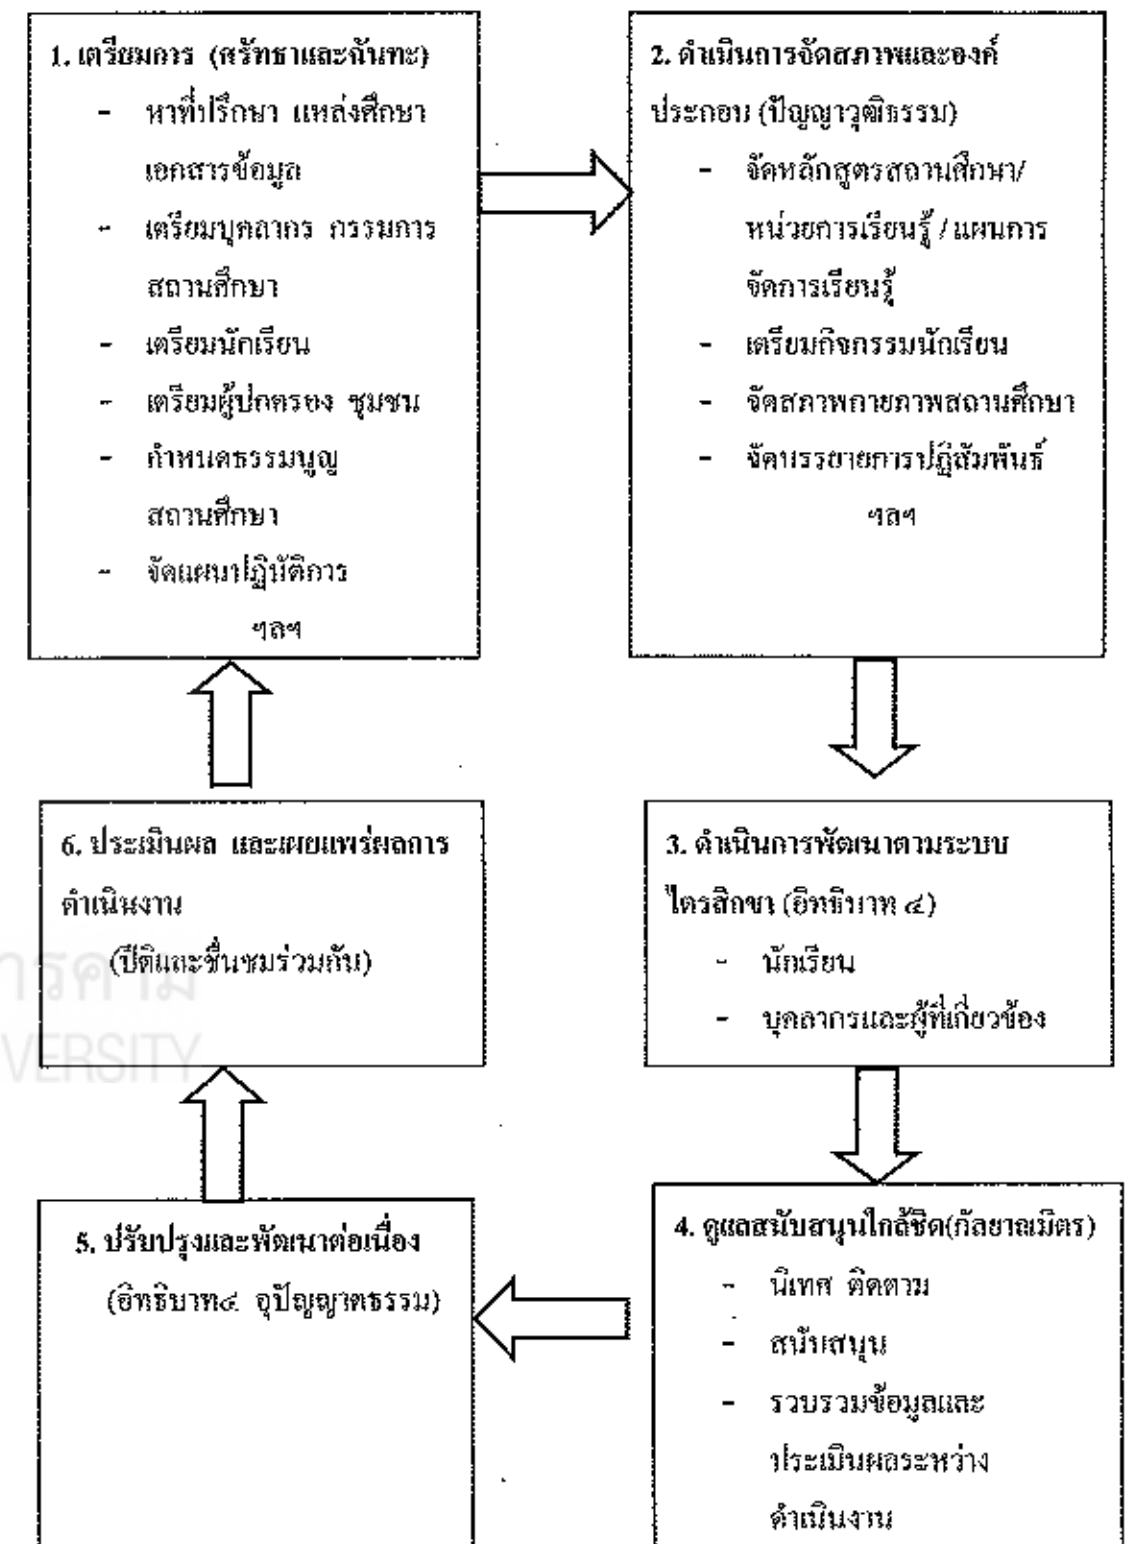 1. เตรียมการ (ศรัทธาและฉันทะ)
- หาที่ปรึกษา แหล่งศึกษา
เอกสารข้อมูล
- เตรียมบุคลากร กรรมการ
สถานศึกษา
- เตรียมนักเรียน
- เตรียมผู้ปกครอง ชุมชน
- กำหนดธรรมนูญ
สถานศึกษา
- จัดแผนปฏิบัติการ
ฯลฯ
2. ดำเนินการจัดสภาพและองค์
ประกอบ (ปัญญาวุฒิธรรม)
- จัดหลักสูตรสถานศึกษา/
หน่วยการเรียนรู้ / แผนการ
จัดการเรียนรู้
- เตรียมกิจกรรมนักเรียน
- จัดสภาพกายภาพสถานศึกษา
- จัดบรรยายการปฏิสัมพันธ์
ฯลฯ
3. ดำเนินการพัฒนาตามระบบ
ไตรสิกขา (อิทธิบาท ๔)
- นักเรียน
- บุคลากรและผู้ที่เกี่ยวข้อง
4. ดูแลสนับสนุนใกล้ชิด(กัลยาณมิตร)
- นิเทศ ติดตาม
- สนับสนุน
- รวบรวมข้อมูลและ
ประเมินผลระหว่าง
ดำเนินงาน
5. ปรับปรุงและพัฒนาต่อเนื่อง
(อิทธิบาท๔ อุปัญญาตธรรม)
6. ประเมินผล และเผยแพร่ผลการ
ดำเนินงาน
(ปีติและชื่นชมร่วมกัน)
ารคาม
VERSITY